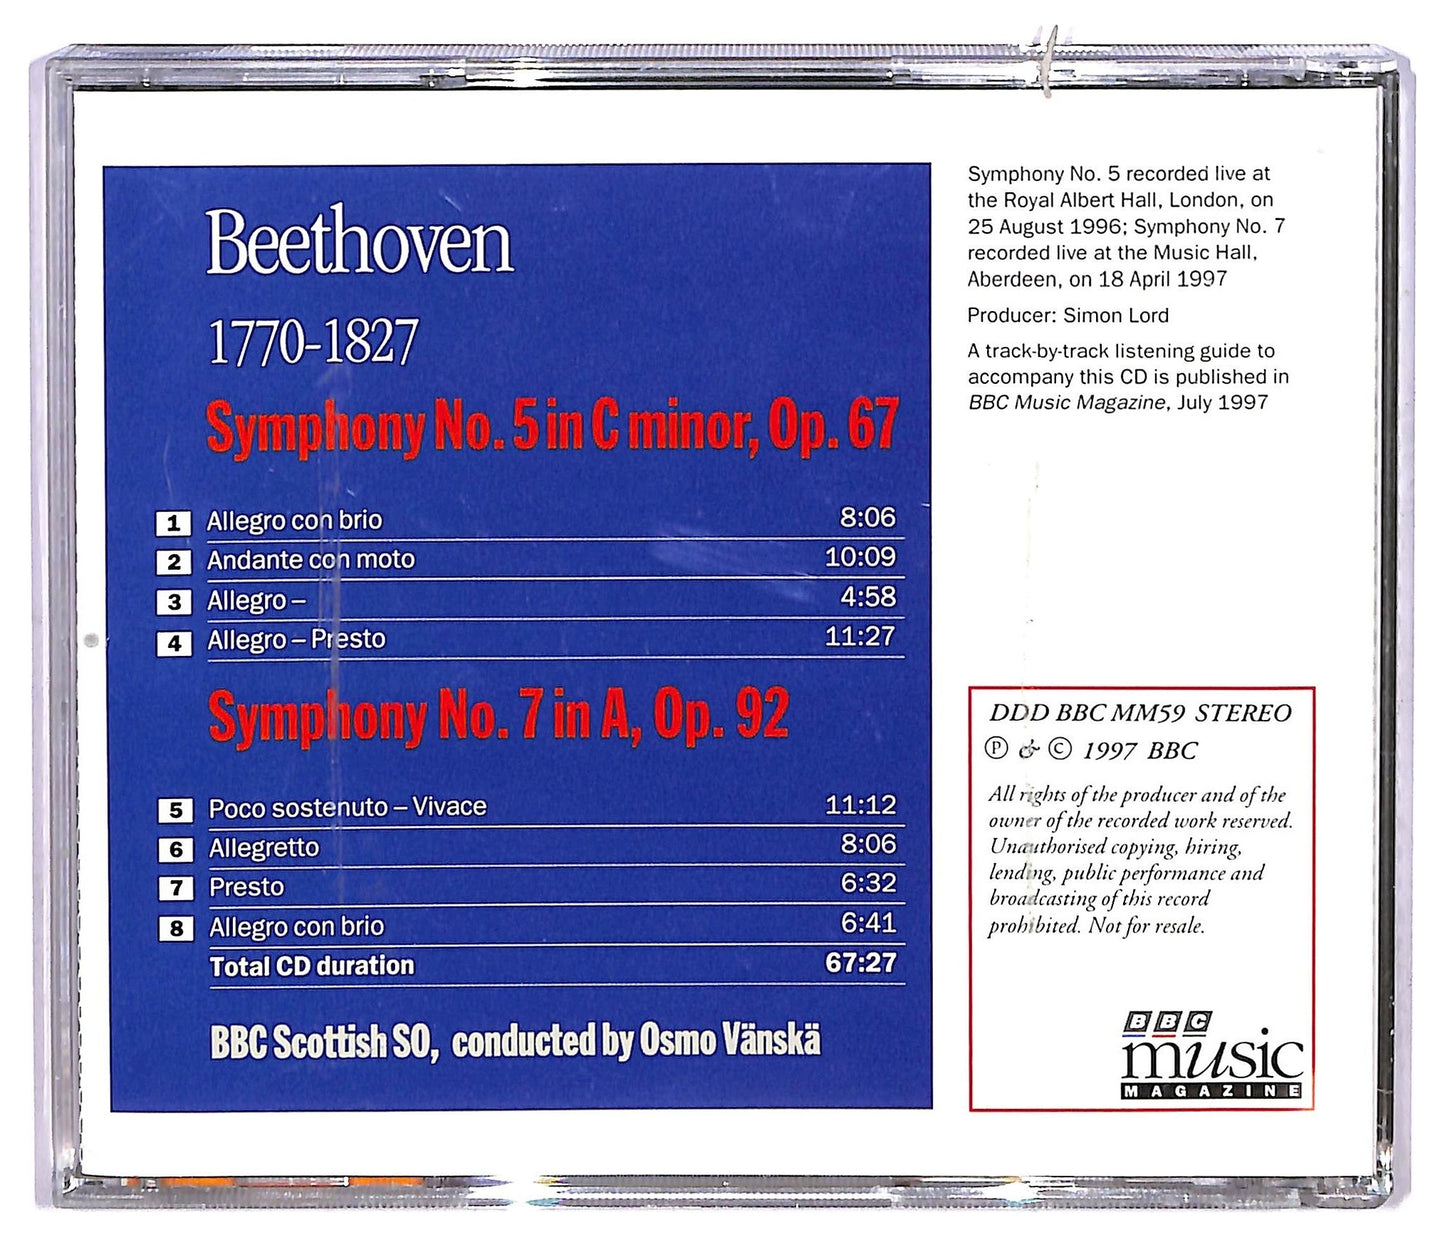 Beethoven
1770-1827
Symphony No. 5 in C minor, Op. 67
1 Allegro con brio 8:06
2 Andante con moto 10:09
3 Allegro – 4:58
4 Allegro – Presto 11:27
Symphony No. 7 in A, Op. 92
5 Poco sostenuto – Vivace 11:12
6 Allegretto 8:06
7 Presto 6:32
8 Allegro con brio 6:41
Total CD duration 67:27
BBC Scottish SO, conducted by Osmo Vänskä
Symphony No. 5 recorded live at
the Royal Albert Hall, London, on
25 August 1996; Symphony No. 7
recorded live at the Music Hall,
Aberdeen, on 18 April 1997
Producer: Simon Lord
A track-by-track listening guide to
accompany this CD is published in
BBC Music Magazine, July 1997
DDD BBC MM59 STEREO
℗ & © 1997 BBC
All rights of the producer and of the
owner of the recorded work reserved.
Unauthorised copying, hiring,
lending, public performance and
broadcasting of this record
prohibited. Not for resale.
BBC
music
MAGAZINE